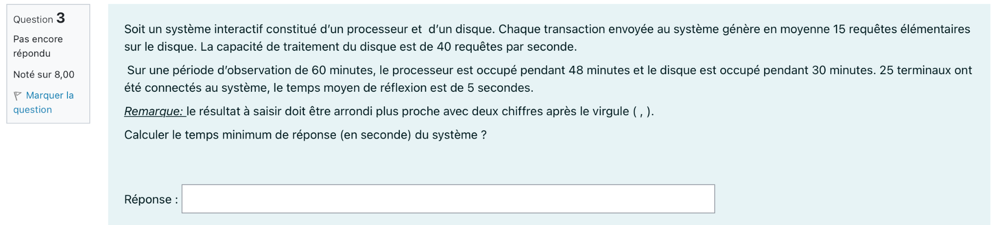 Question 3
Pas encore
répondu
Noté sur 8,00
Marquer la
question
Soit un système interactif constitué d’un processeur et d’un disque. Chaque transaction envoyée au système génère en moyenne 15 requêtes élémentaires
sur le disque. La capacité de traitement du disque est de 40 requêtes par seconde.
Sur une période d’observation de 60 minutes, le processeur est occupé pendant 48 minutes et le disque est occupé pendant 30 minutes. 25 terminaux ont
été connectés au système, le temps moyen de réflexion est de 5 secondes.
Remarque: le résultat à saisir doit être arrondi plus proche avec deux chiffres après le virgule ( , ).
Calculer le temps minimum de réponse (en seconde) du système ?
Réponse :